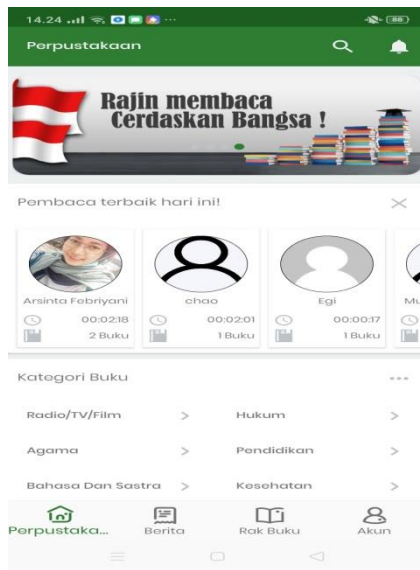 14.24
88
Perpustakaan
Rajin membaca
Cerdaskan Bangsa !
Pembaca terbaik hari ini!
Arsinta Febriyani
00:02:18
2 Buku
chao
00:02:01
1 Buku
Egi
00:00:17
1 Buku
Mu
Kategori Buku
Radio/TV/Film
Hukum
Agama
Pendidikan
Bahasa Dan Sastra
Kesehatan
Perpustaka...
Berita
Rak Buku
Akun